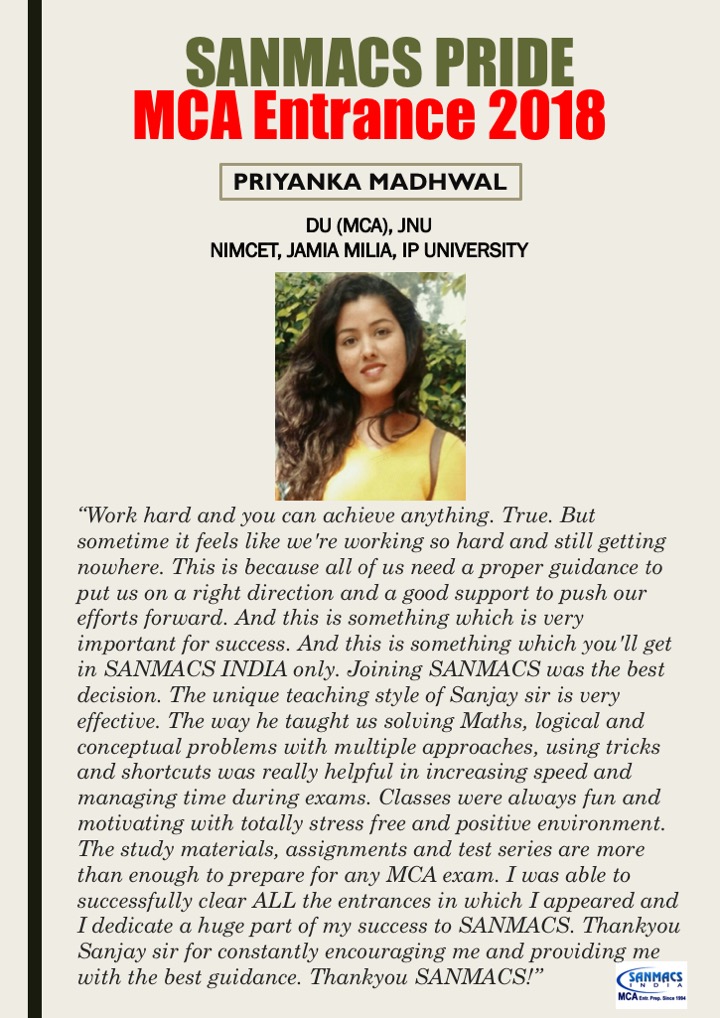 SANMACS PRIDE
MCA Entrance 2018
PRIYANKA MADHWAL
DU (MCA), JNU
NIMCET, JAMIA MILIA, IP UNIVERSITY
“Work hard and you can achieve anything. True. But
sometime it feels like we're working so hard and still getting
nowhere. This is because all of us need a proper guidance to
put us on a right direction and a good support to push our
efforts forward. And this is something which is very
important for success. And this is something which you'll get
in SANMACS INDIA only. Joining SANMACS was the best
decision. The unique teaching style of Sanjay sir is very
effective. The way he taught us solving Maths, logical and
conceptual problems with multiple approaches, using tricks
and shortcuts was really helpful in increasing speed and
managing time during exams. Classes were always fun and
motivating with totally stress free and positive environment.
The study materials, assignments and test series are more
than enough to prepare for any MCA exam. I was able to
successfully clear ALL the entrances in which I appeared and
I dedicate a huge part of my success to SANMACS. Thankyou
Sanjay sir for constantly encouraging me and providing me
with the best guidance. Thankyou SANMACS!”
SANMACS
INDIA
MCA Entr. Prep. Since 1994